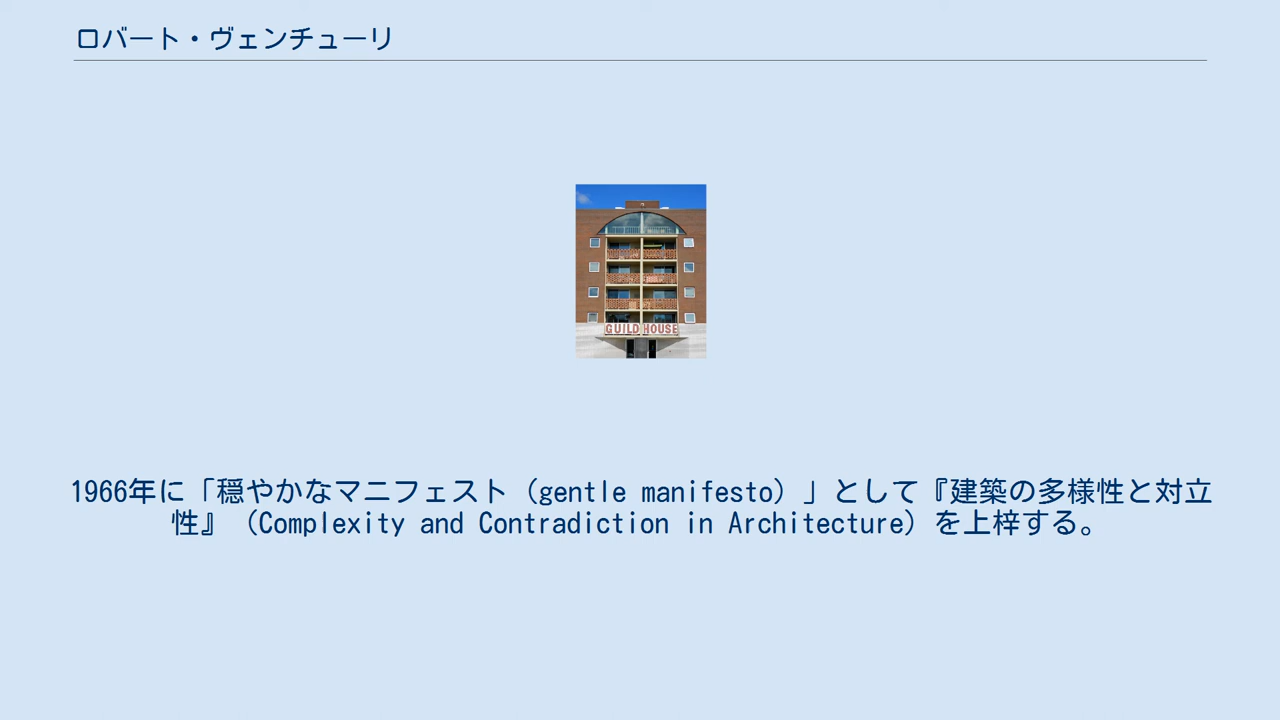 ロバート・ヴェンチューリ
GUILD HOUSE
1966年に「穏やかなマニフェスト（gentle manifesto）」として『建築の多様性と対立
性』（Complexity and Contradiction in Architecture）を上梓する。